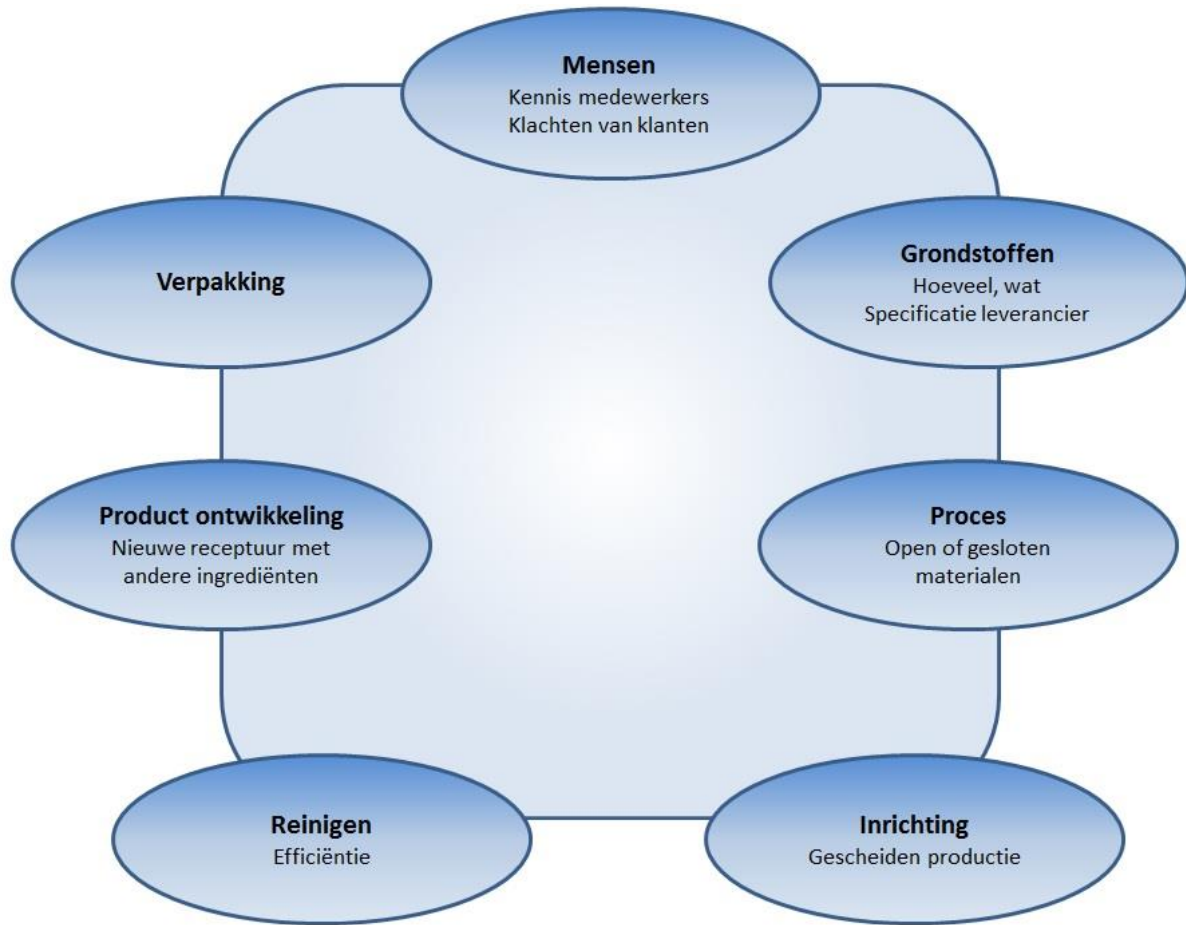 Mensen
Kennis medewerkers
Klachten van klanten
Verpakking
Grondstoffen
Hoeveel, wat
Specificatie leverancier
Product ontwikkeling
Nieuwe receptuur met
andere ingrediënten
Proces
Open of gesloten
materialen
Reinigen
Efficiëntie
Inrichting
Gescheiden productie